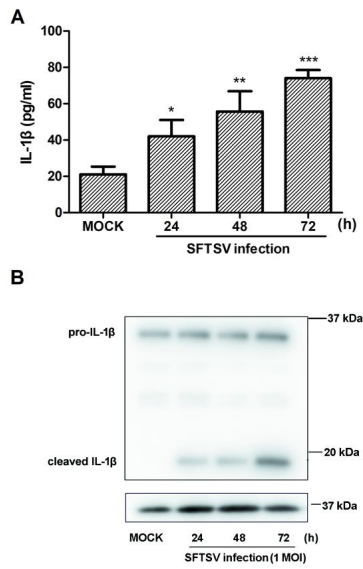 A
100
80
60
40
20
0
IL-1β (pg/ml)
*
**
***
MOCK 24 48 72 (h)
SFTSV infection
B
37 kDa
pro-IL-1β
20 kDa
cleaved IL-1β
37 kDa
MOCK 24 48 72 (h)
SFTSV infection (1 MOI)